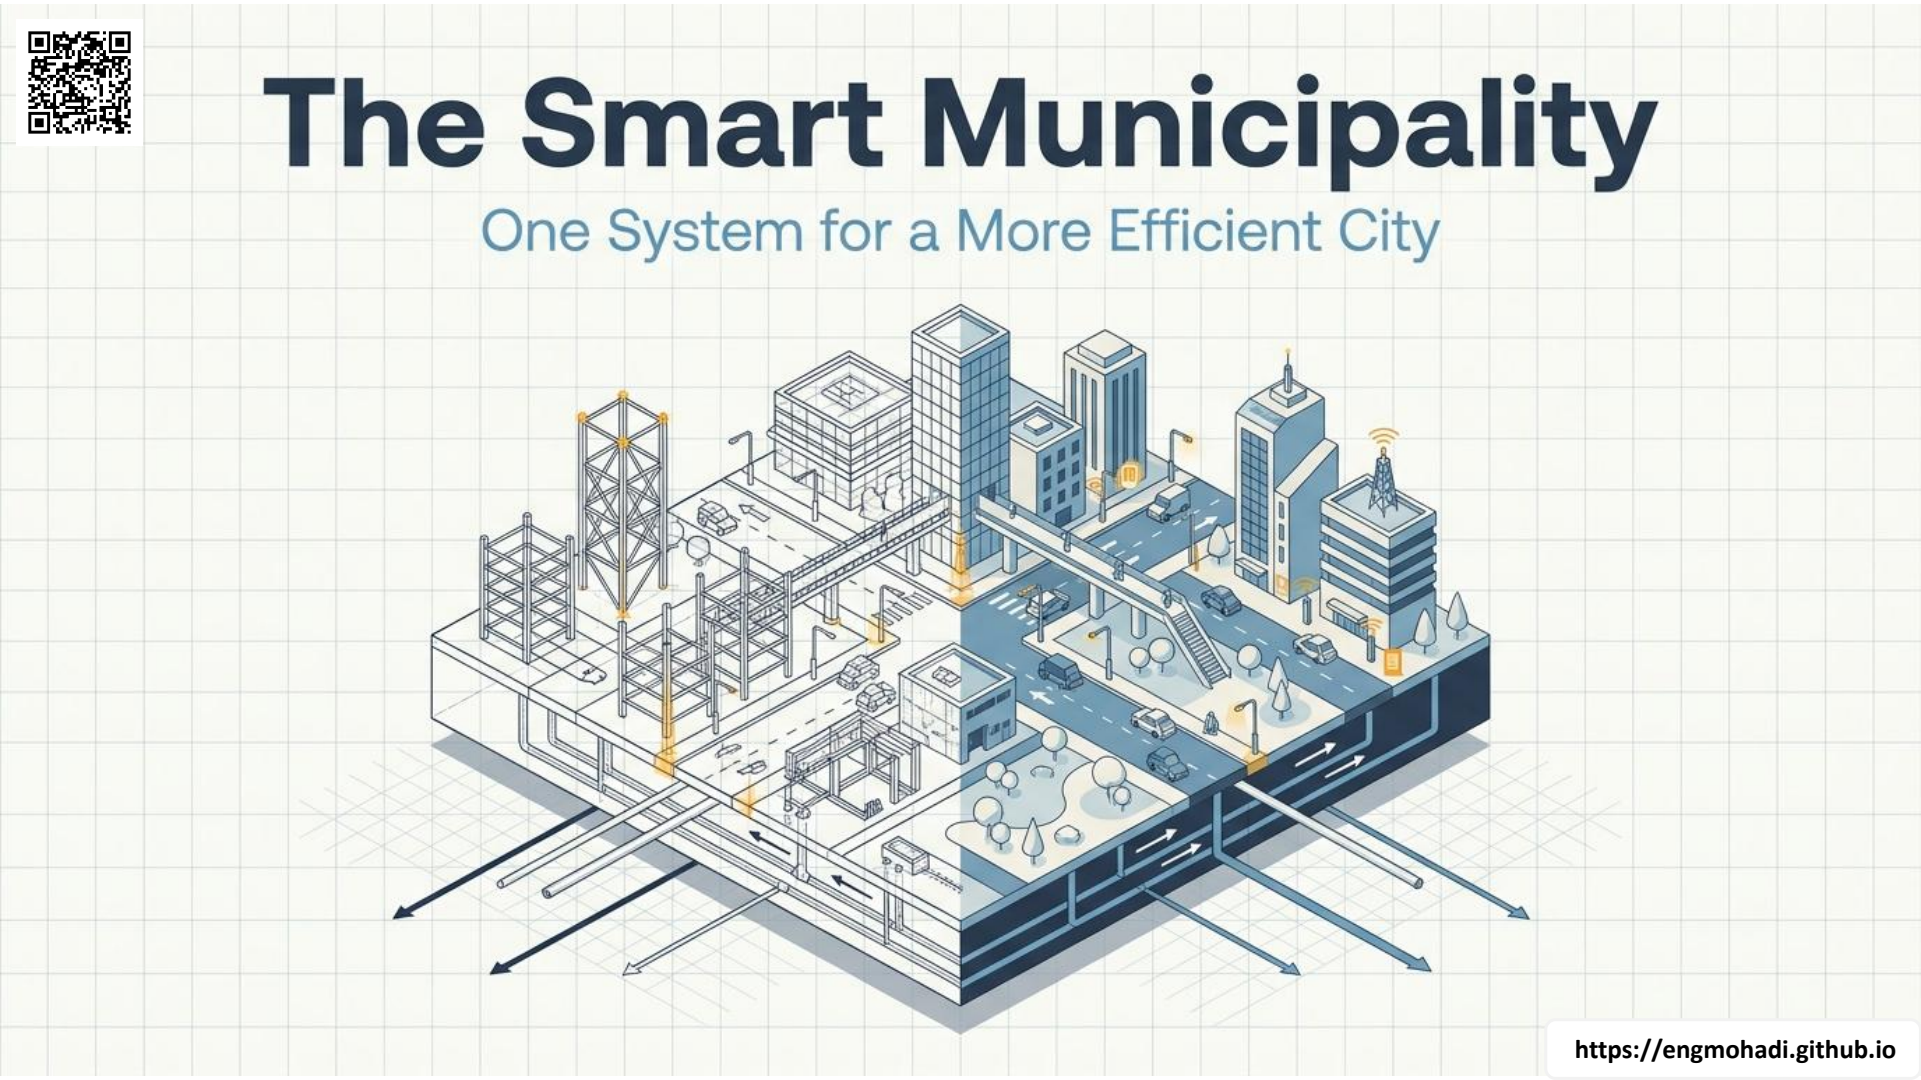 The Smart Municipality
One System for a More Efficient City
https://engmohadi.github.io